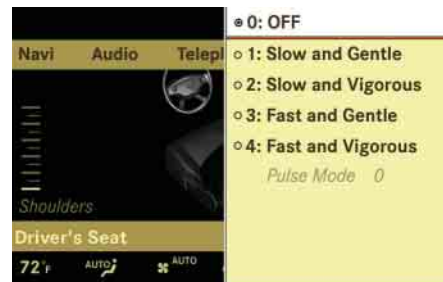 Navi Audio Telepl
Shoulders
Driver's Seat
72°F AUTO AUTO
0: OFF
1: Slow and Gentle
2: Slow and Vigorous
3: Fast and Gentle
4: Fast and Vigorous
Pulse Mode 0